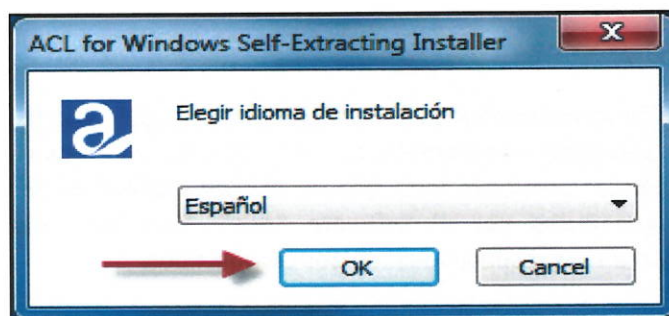 ACL for Windows Self-Extracting Installer
Elegir idioma de instalación
Español
OK
Cancel